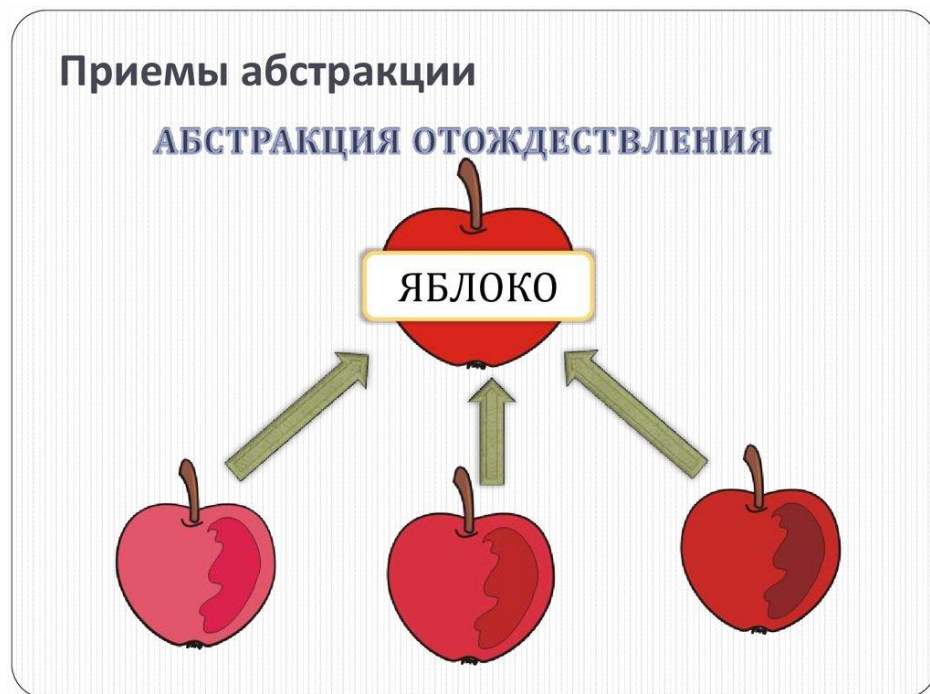 Приемы абстракции
АБСТРАКЦИЯ ОТОЖДЕСТВЛЕНИЯ
ЯБЛОКО